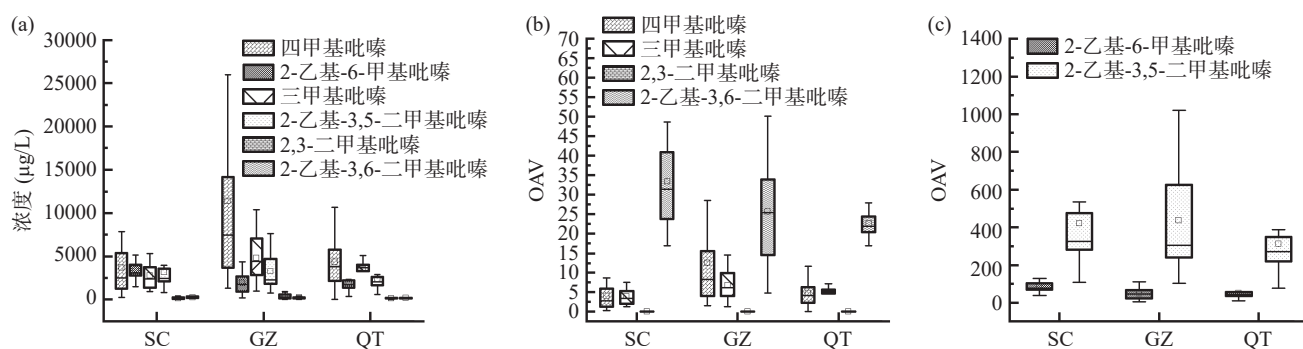 (a)
30000
25000
20000
15000
10000
5000
0
浓度 (μg/L)
四甲基吡嗪
2-乙基-6-甲基吡嗪
三甲基吡嗪
2-乙基-3,5-二甲基吡嗪
2,3-二甲基吡嗪
2-乙基-3,6-二甲基吡嗪
SC GZ QT
(b)
70
65
60
55
50
45
40
35
30
25
20
15
10
5
0
OAV
四甲基吡嗪
三甲基吡嗪
2,3-二甲基吡嗪
2-乙基-3,6-二甲基吡嗪
SC GZ QT
(c)
1400
1200
1000
800
600
400
200
0
OAV
2-乙基-6-甲基吡嗪
2-乙基-3,5-二甲基吡嗪
SC GZ QT